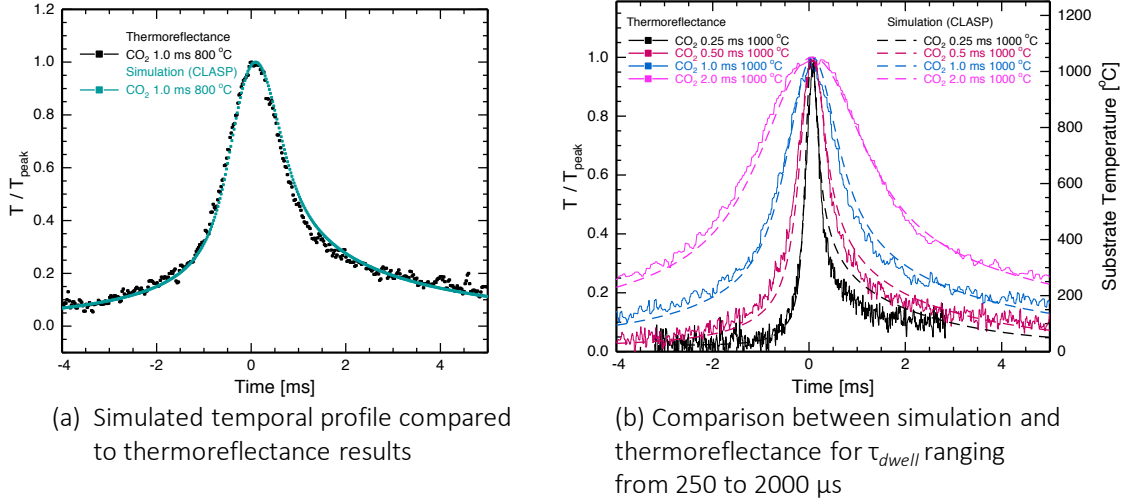 1.2
1.0
0.8
0.6
0.4
0.2
0.0
T / T_peak
Thermoreflectance
CO₂ 1.0 ms 800 °C
Simulation (CLASP)
CO₂ 1.0 ms 800 °C
-4
-2
0
2
4
Time [ms]
(a) Simulated temporal profile compared
to thermoreflectance results
1.0
0.8
0.6
0.4
0.2
0.0
T / T_peak
Thermoreflectance
CO₂ 0.25 ms 1000 °C
CO₂ 0.50 ms 1000 °C
CO₂ 1.0 ms 1000 °C
CO₂ 2.0 ms 1000 °C
Simulation (CLASP)
CO₂ 0.25 ms 1000 °C
CO₂ 0.5 ms 1000 °C
CO₂ 1.0 ms 1000 °C
CO₂ 2.0 ms 1000 °C
1200
1000
800
600
400
200
0
Substrate Temperature [°C]
-4
-2
0
2
4
Time [ms]
(b) Comparison between simulation and
thermoreflectance for τ_dwell ranging
from 250 to 2000 μs